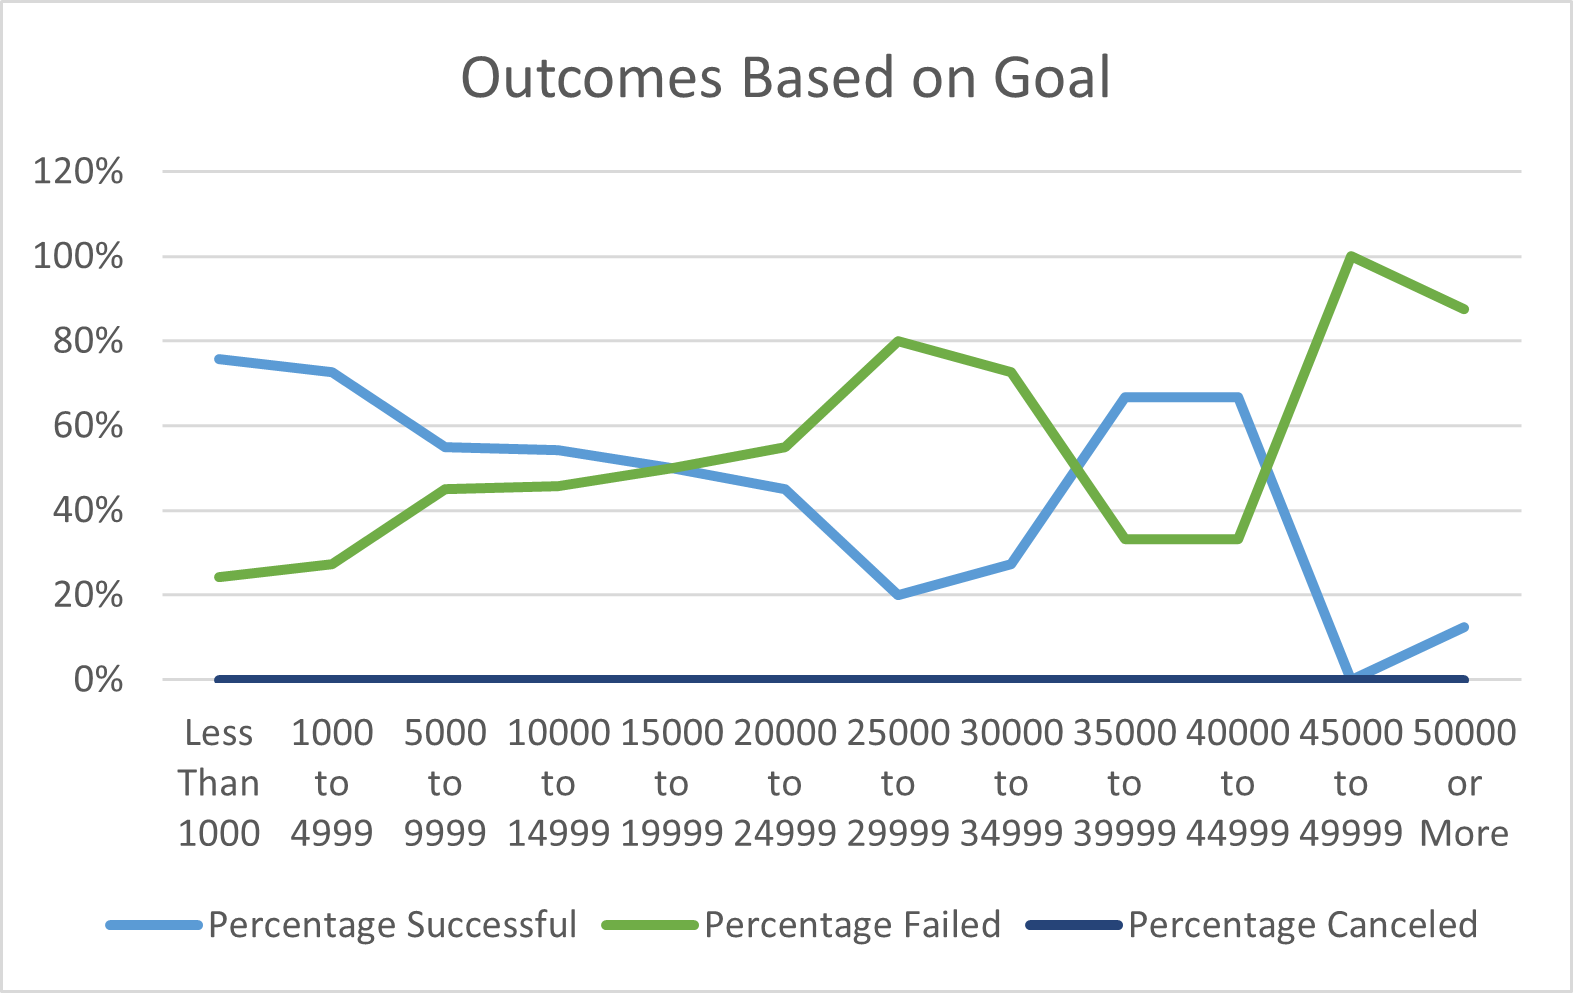 Outcomes Based on Goal
120%
100%
80%
60%
40%
20%
0%
Less Than 1000
1000 to 4999
5000 to 9999
10000 to 14999
15000 to 19999
20000 to 24999
25000 to 29999
30000 to 34999
35000 to 39999
40000 to 44999
45000 to 49999
50000 or More
Percentage Successful
Percentage Failed
Percentage Canceled